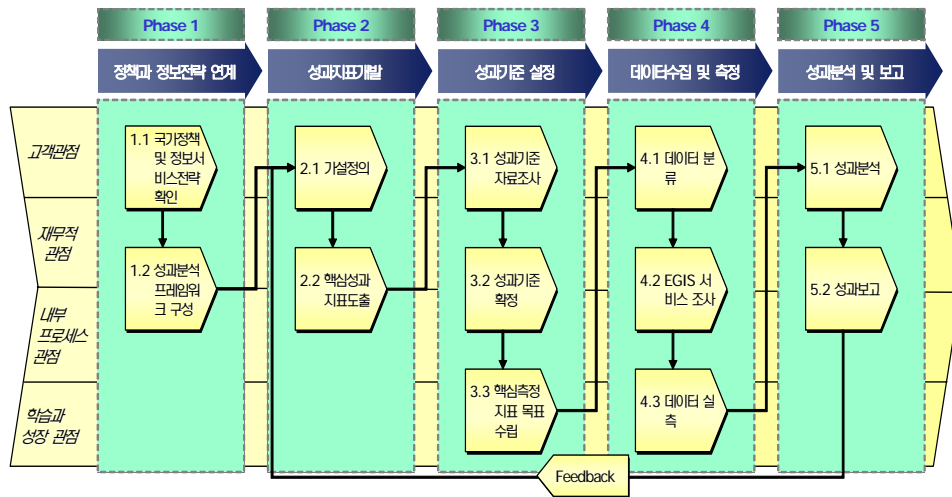 Phase 1
Phase 2
Phase 3
Phase 4
Phase 5
정책과 정보전략 연계
성과지표개발
성과기준 설정
데이터수집 및 측정
성과분석 및 보고
고객관점
재무적
관점
내부
프로세스
관점
학습과
성장 관점
1.1 국가정책
및 정보서
비스전략
확인
1.2 성과분석
프레임워
크 구성
2.1 가설정의
2.2 핵심성과
지표도출
3.1 성과기준
자료조사
3.2 성과기준
확정
3.3 핵심측정
지표 목표
수립
4.1 데이터 분
류
4.2 EGIS 서
비스 조사
4.3 데이터 실
측
5.1 성과분석
5.2 성과보고
Feedback